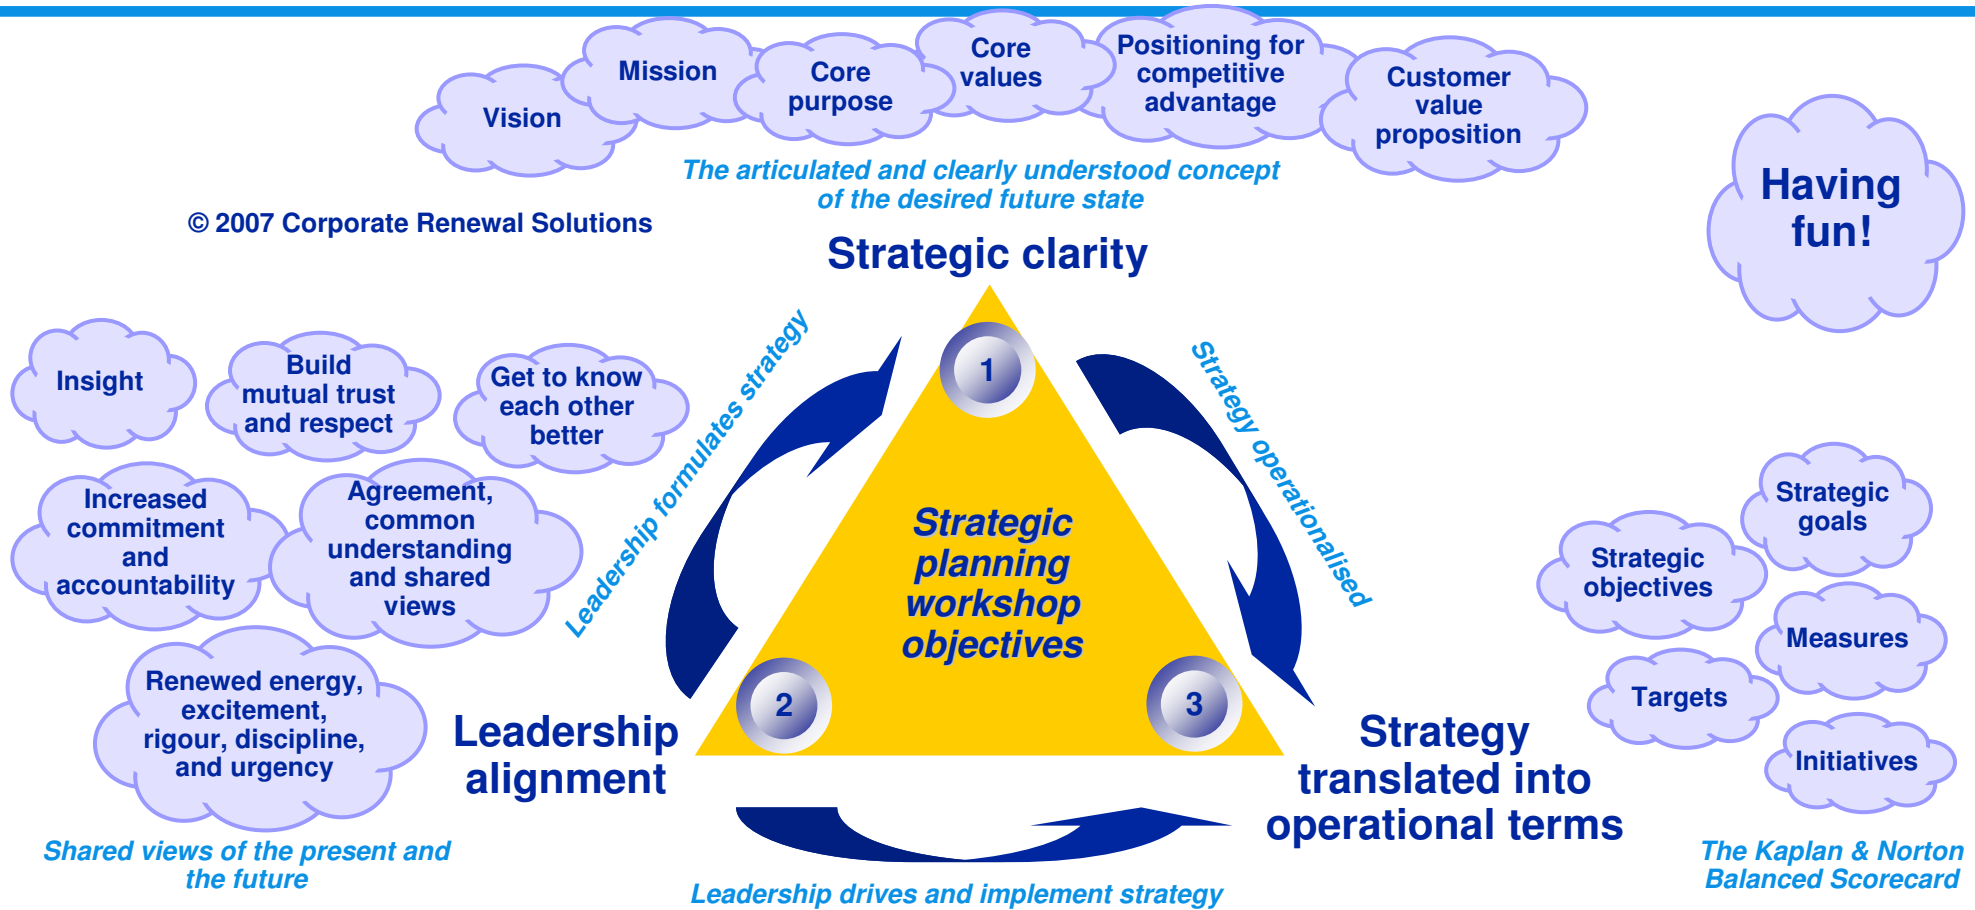 Vision
Mission
Core
purpose
Core
values
Positioning for
competitive
advantage
Customer
value
proposition
The articulated and clearly understood concept
of the desired future state
© 2007 Corporate Renewal Solutions
Strategic clarity
Having
fun!
Insight
Build
mutual trust
and respect
Get to know
each other
better
Increased
commitment
and
accountability
Agreement,
common
understanding
and shared
views
Renewed energy,
excitement,
rigour, discipline,
and urgency
Shared views of the present and
the future
Leadership
alignment
Leadership formulates strategy
1
Strategy operationalised
Strategic
planning
workshop
objectives
2
3
Strategy
translated into
operational terms
Leadership drives and implement strategy
Strategic
goals
Strategic
objectives
Measures
Targets
Initiatives
The Kaplan & Norton
Balanced Scorecard